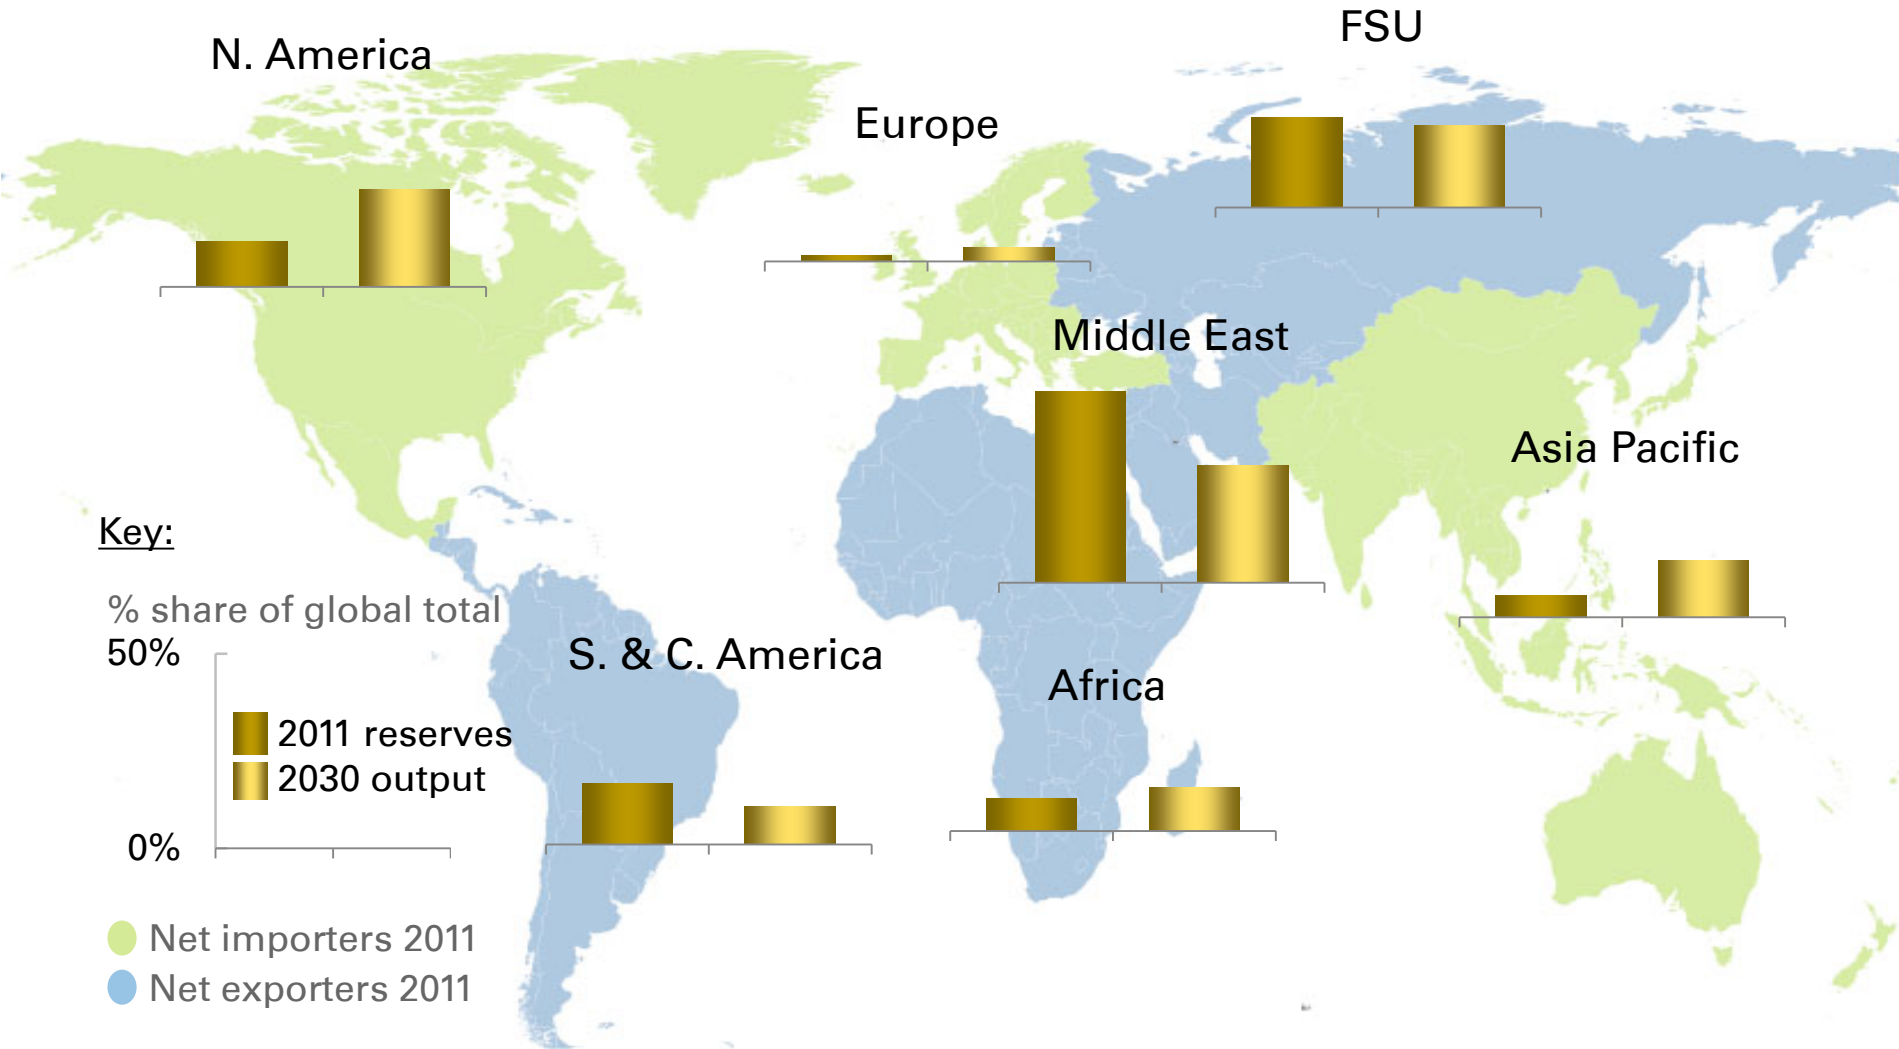 FSU
N. America
Europe
Middle East
Asia Pacific
Key:
% share of global total
50%
S. & C. America
Africa
2011 reserves
2030 output
0%
Net importers 2011
Net exporters 2011